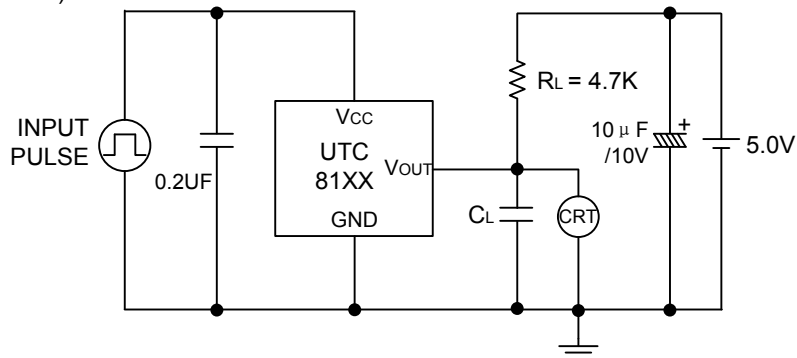 )
INPUT
PULSE
0.2UF
VCC
UTC
81XX
VOUT
GND
RL = 4.7K
CL
CRT
10 μ F
/10V
+
5.0V